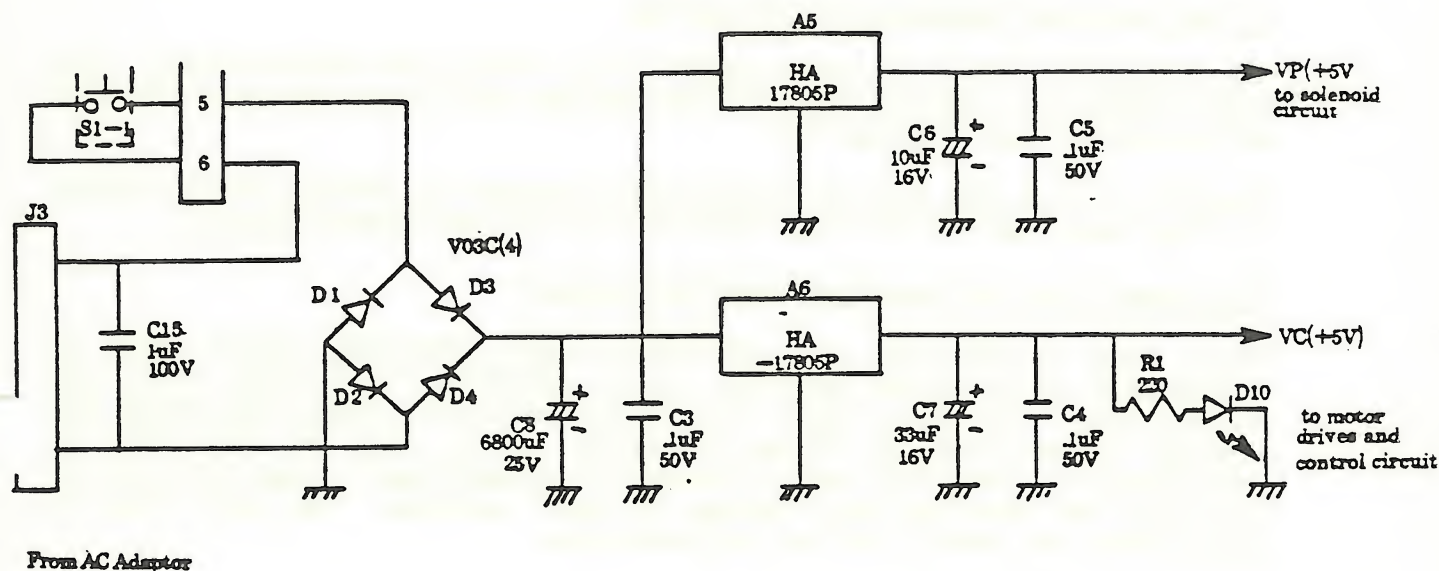 A5
HA
17805P
VP(+5V
to solenoid
circuit
S1-1
5
6
C6
10uF
16V
+
-
C5
.1uF
50V
J3
V03C(4)
D1
D3
D2
D4
C15
1uF
100V
A6
HA
-17805P
VC(+5V)
R1
220
D10
C8
6800uF
25V
+
-
C3
.1uF
50V
C7
33uF
16V
+
-
C4
.1uF
50V
to motor
drives and
control circuit
From AC Adaptor